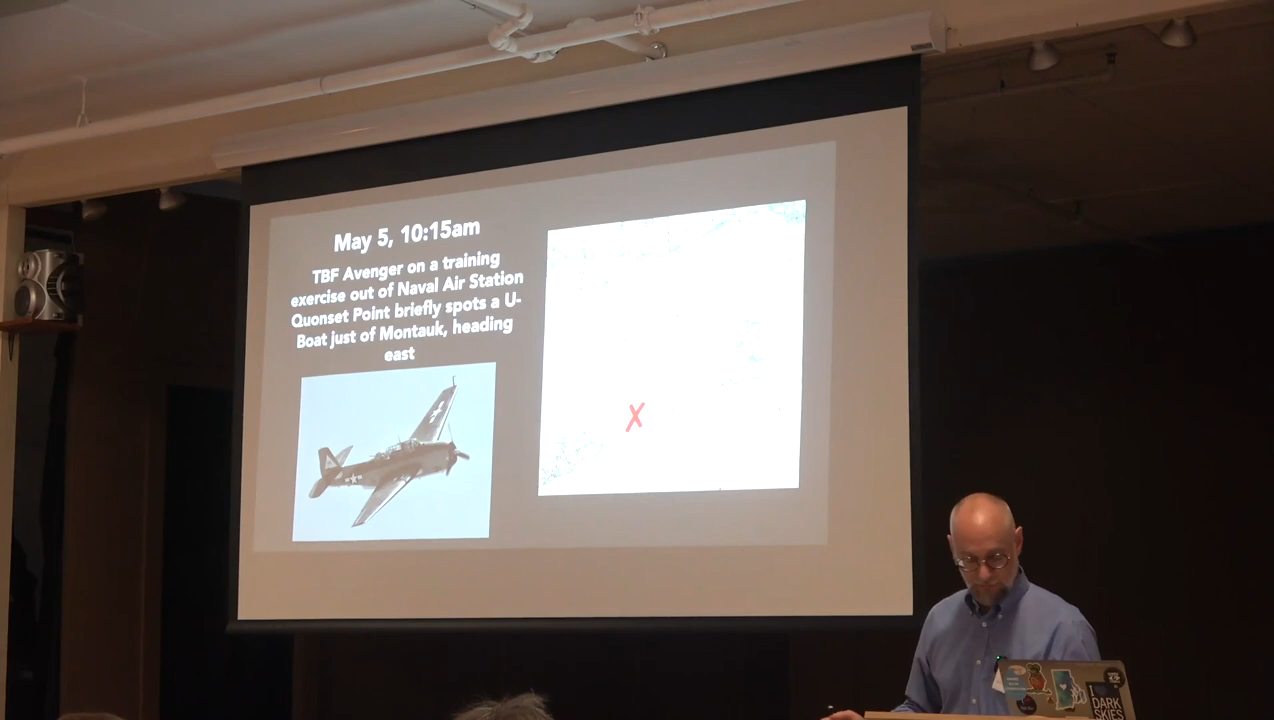 May 5, 10:15am
TBF Avenger on a training
exercise out of Naval Air Station
Quonset Point briefly spots a U-
Boat just of Montauk, heading
east
X
I
DARK
SKIES